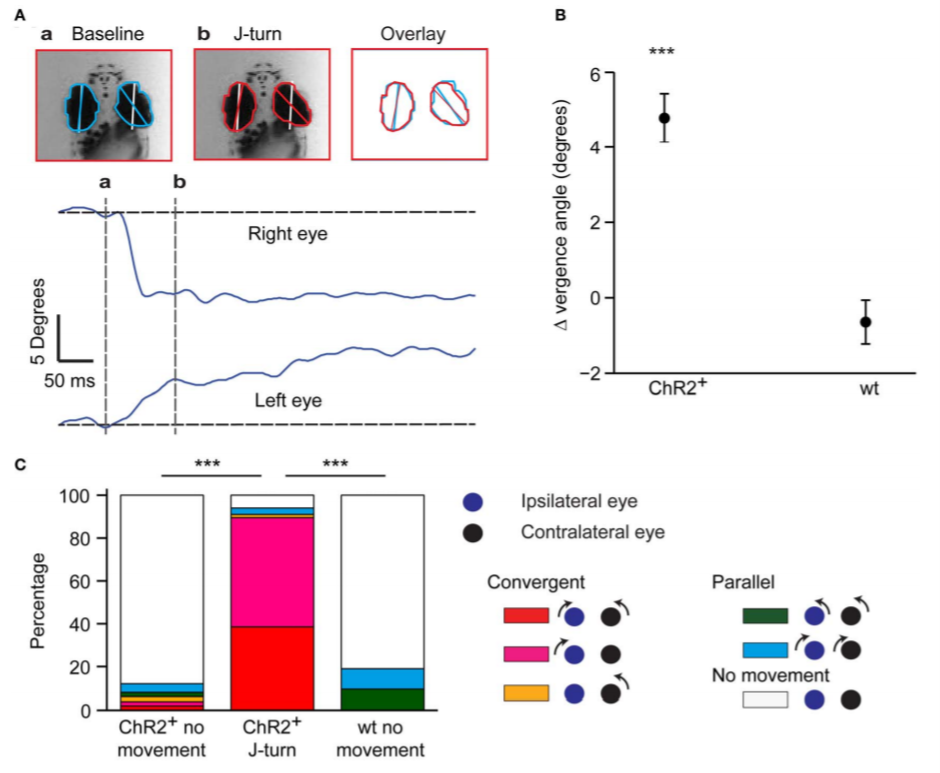 A
a Baseline
b J-turn
Overlay
a
b
Right eye
5 Degrees
50 ms
Left eye
B
***
Δ vergence angle (degrees)
6
4
2
0
−2
ChR2+
wt
C
***
***
Percentage
100
80
60
40
20
0
ChR2+ no
movement
ChR2+
J-turn
wt no
movement
Ipsilateral eye
Contralateral eye
Convergent
Parallel
No movement